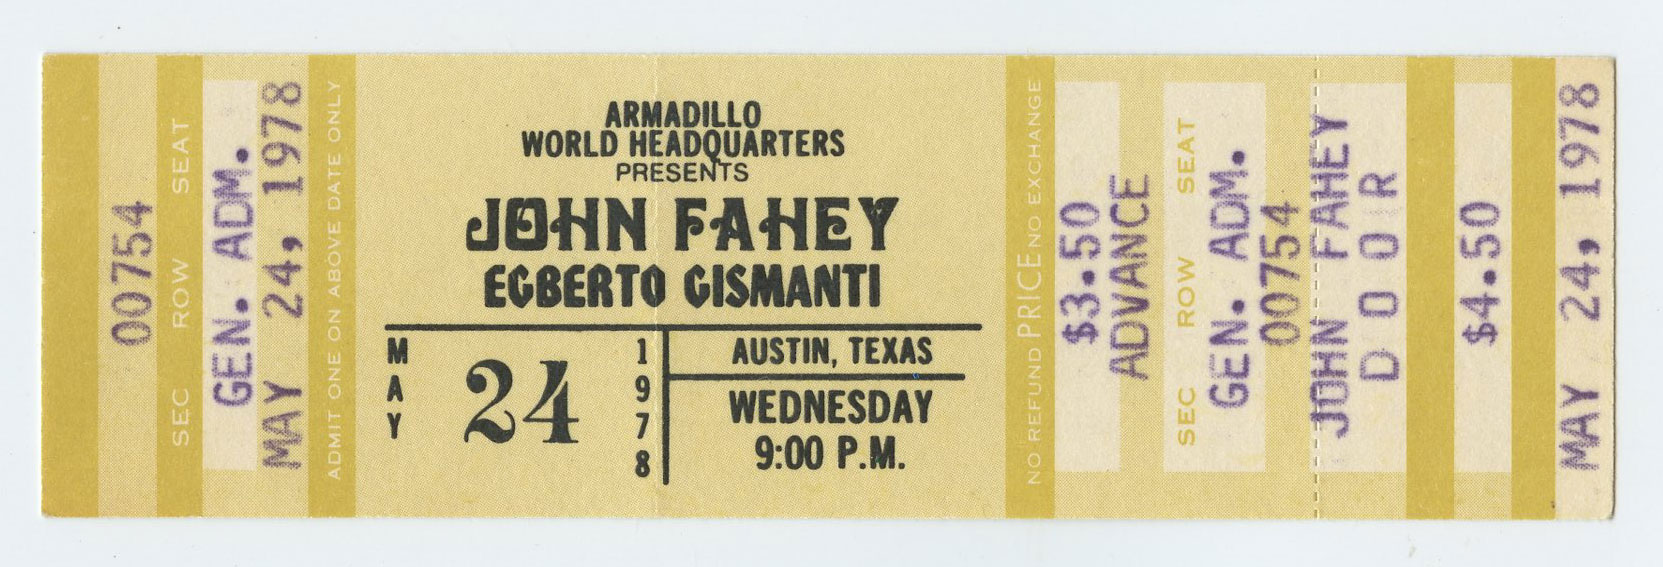 00754
SEC ROW SEAT
GEN. ADM.
MAY 24, 1978
ADMIT ONE ON ABOVE DATE ONLY
ARMADILLO
WORLD HEADQUARTERS
PRESENTS
JOHN FAHEY
EGBERTO GISMANTI
MAY
24
1978
AUSTIN, TEXAS
WEDNESDAY
9:00 P.M.
NO REFUND PRICE NO EXCHANGE
$3.50
ADVANCE
SEC ROW SEAT
GEN. ADM.
00754
JOHN FAHEY
DOOR
$4.50
MAY 24, 1978